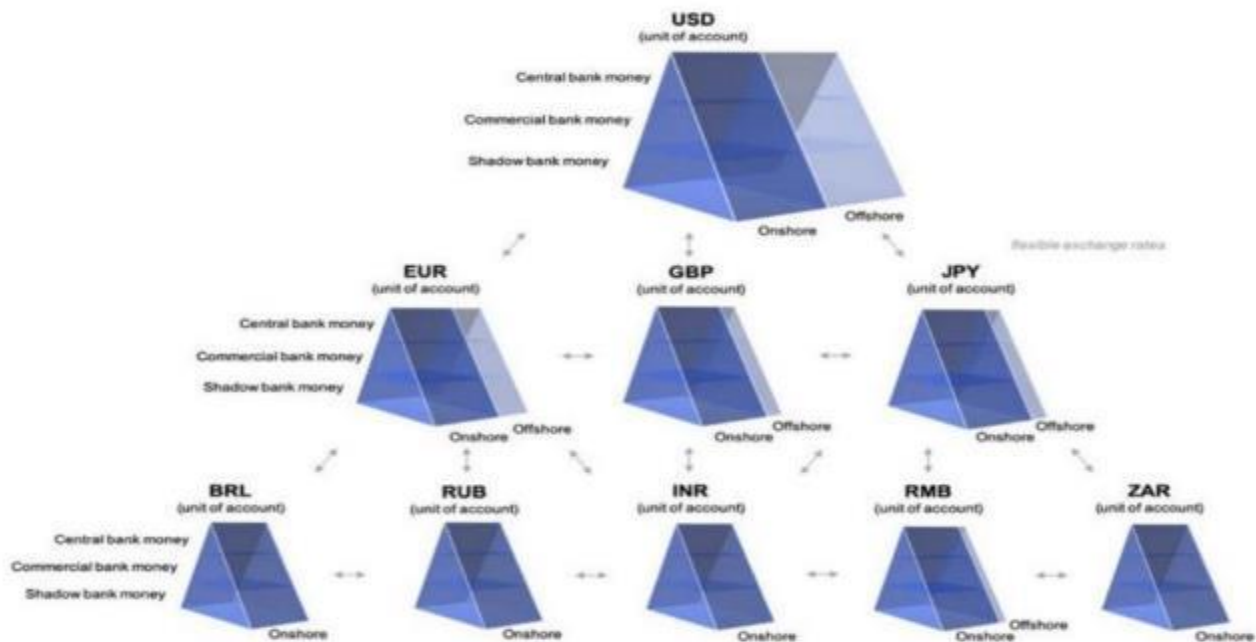 USD
(unit of account)
Central bank money
Commercial bank money
Shadow bank money
Offshore
Onshore
flexible exchange rates
EUR
(unit of account)
GBP
(unit of account)
JPY
(unit of account)
Central bank money
Commercial bank money
Shadow bank money
Offshore
Onshore
Offshore
Onshore
Offshore
Onshore
BRL
(unit of account)
RUB
(unit of account)
INR
(unit of account)
RMB
(unit of account)
ZAR
(unit of account)
Central bank money
Commercial bank money
Shadow bank money
Onshore
Onshore
Onshore
Offshore
Onshore
Onshore